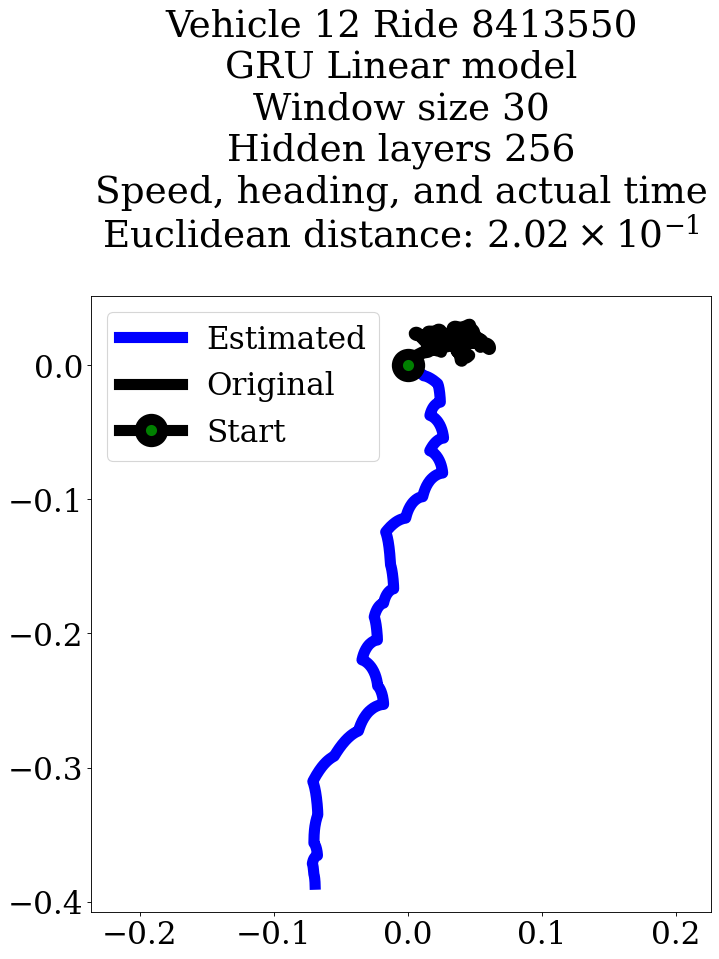 Vehicle 12 Ride 8413550
GRU Linear model
Window size 30
Hidden layers 256
Speed, heading, and actual time
Euclidean distance: 2.02 × 10⁻¹
Estimated
Original
Start
0.0
−0.1
−0.2
−0.3
−0.4
−0.2 −0.1 0.0 0.1 0.2